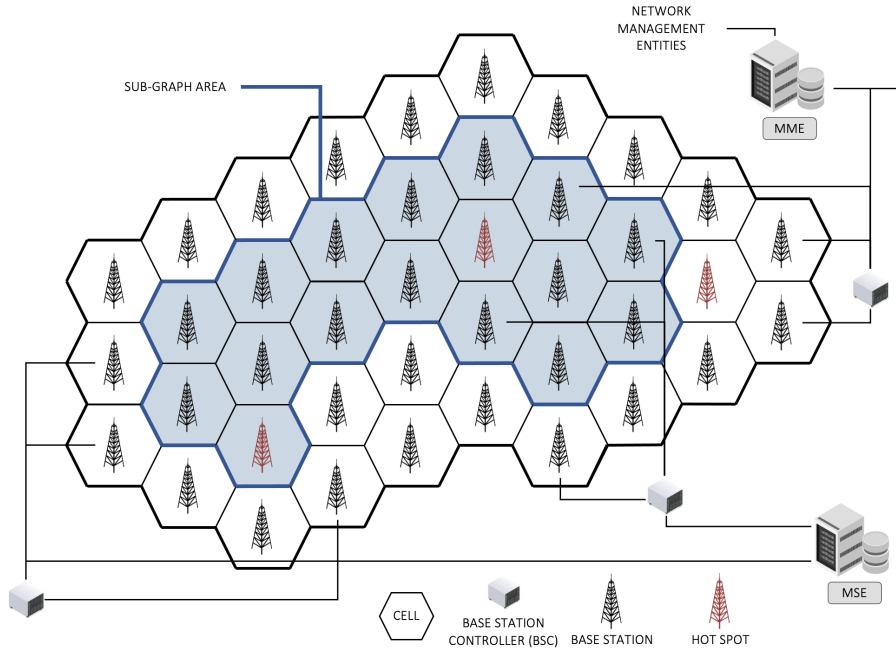 NETWORK
MANAGEMENT
ENTITIES
SUB-GRAPH AREA
MME
MSE
CELL
BASE STATION
CONTROLLER (BSC)
BASE STATION
HOT SPOT